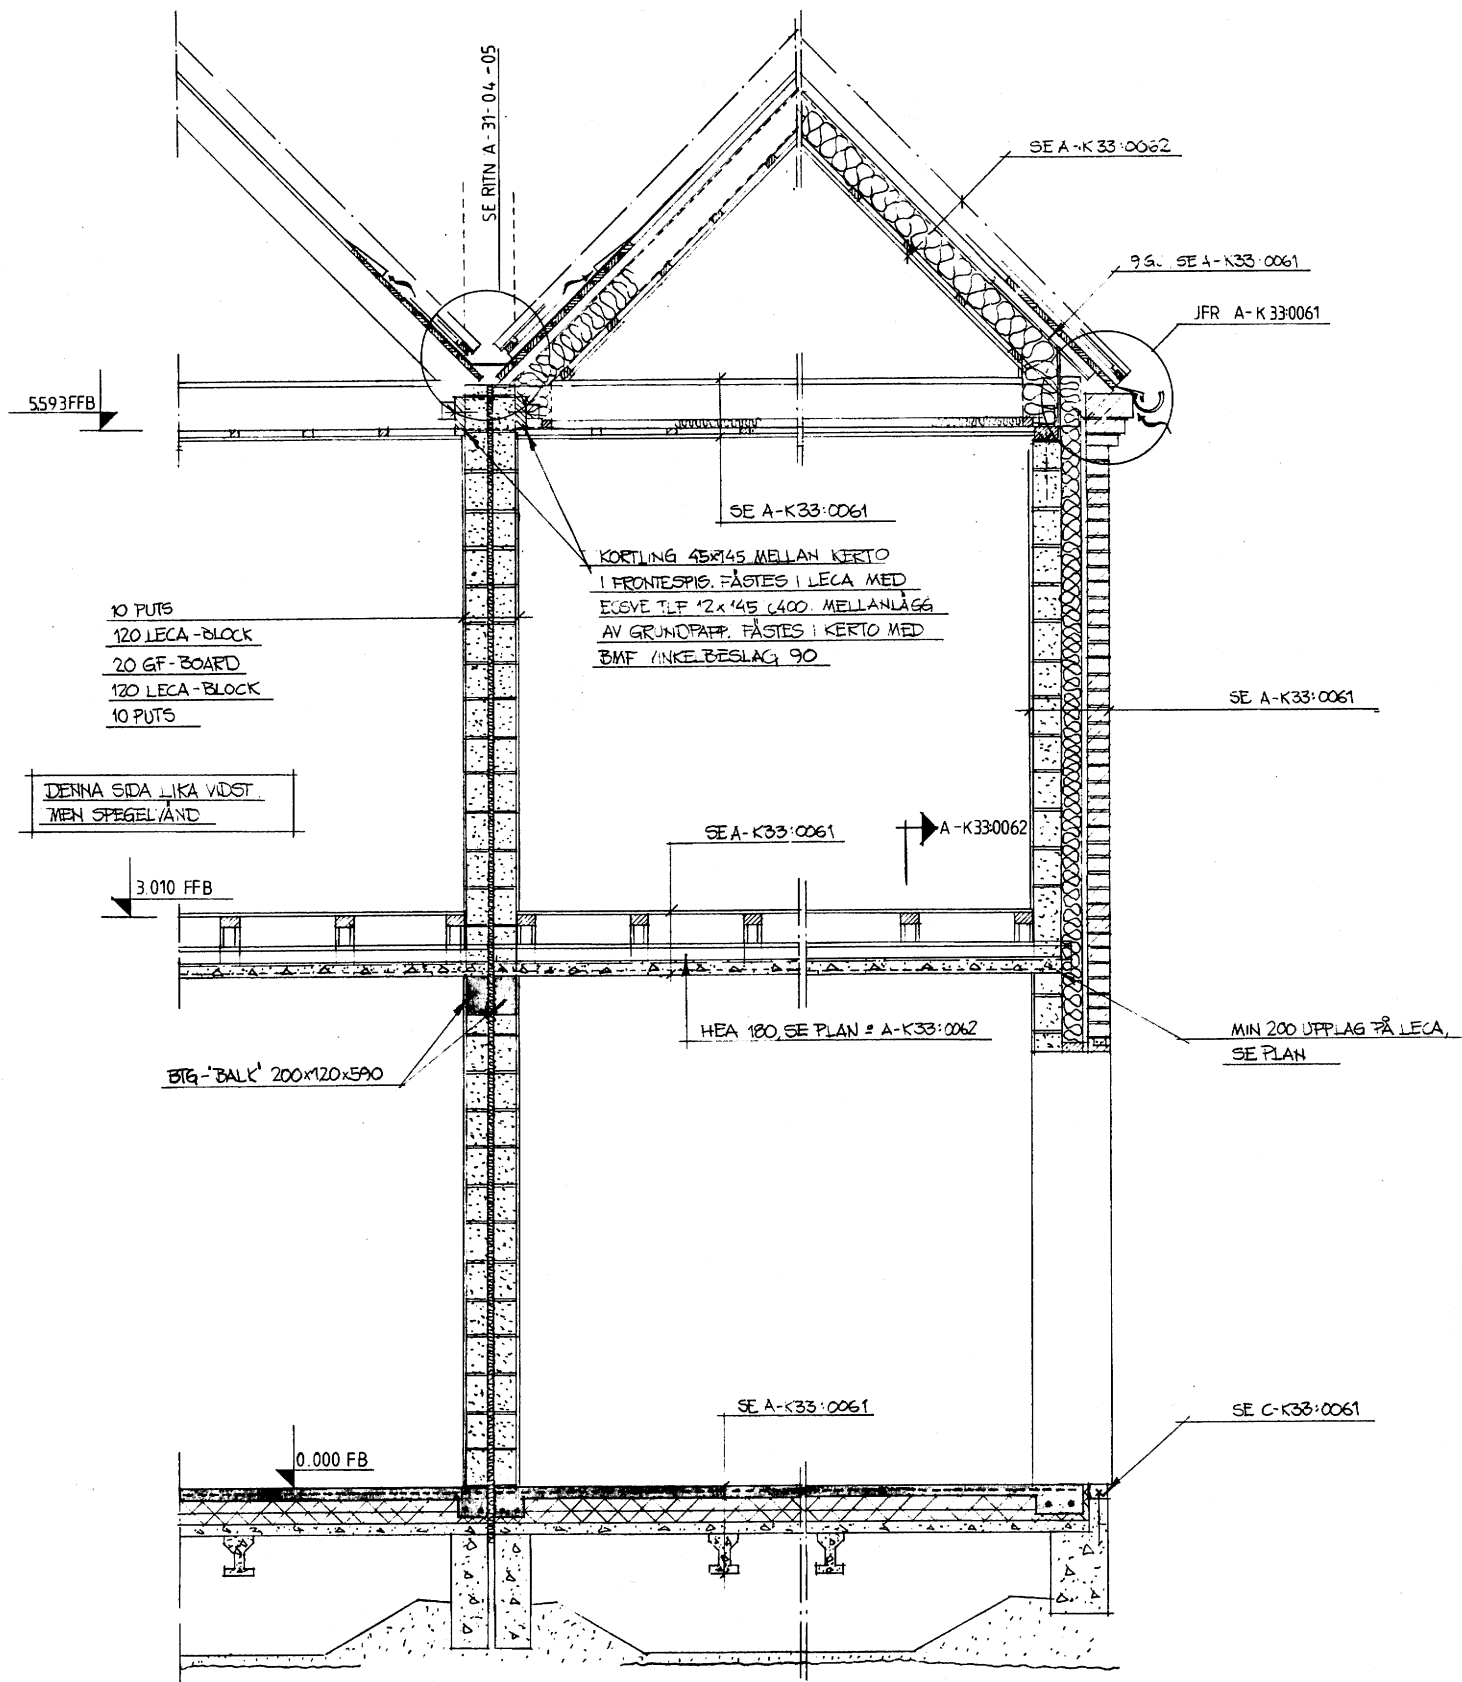 SE RITN A-31-04-05
SE A-K33:0062
SE A-K33:0061
JFR A-K33:0061
5.593 FFB
SE A-K33:0061
KORTLING 45x145 MELLAN KERTO
I FRONTESPIS. FÄSTES I LECA MED
ESSVE TLF 12x145 C400. MELLANLÄGG
AV GRUNDPAPP. FÄSTES I KERTO MED
BMF VINKELBESLAG 90
10 PUTS
120 LECA-BLOCK
20 GF-BOARD
120 LECA-BLOCK
10 PUTS
SE A-K33:0061
DENNA SIDA LIKA VIDST.
MEN SPEGELVÄND
SE A-K33:0061
A-K33:0062
3.010 FFB
HEA 180, SE PLAN o A-K33:0062
MIN 200 UPPLAG PÅ LECA,
SE PLAN
BTG-"BALK" 200x120x590
SE A-K33:0061
SE C-K33:0061
0.000 FB